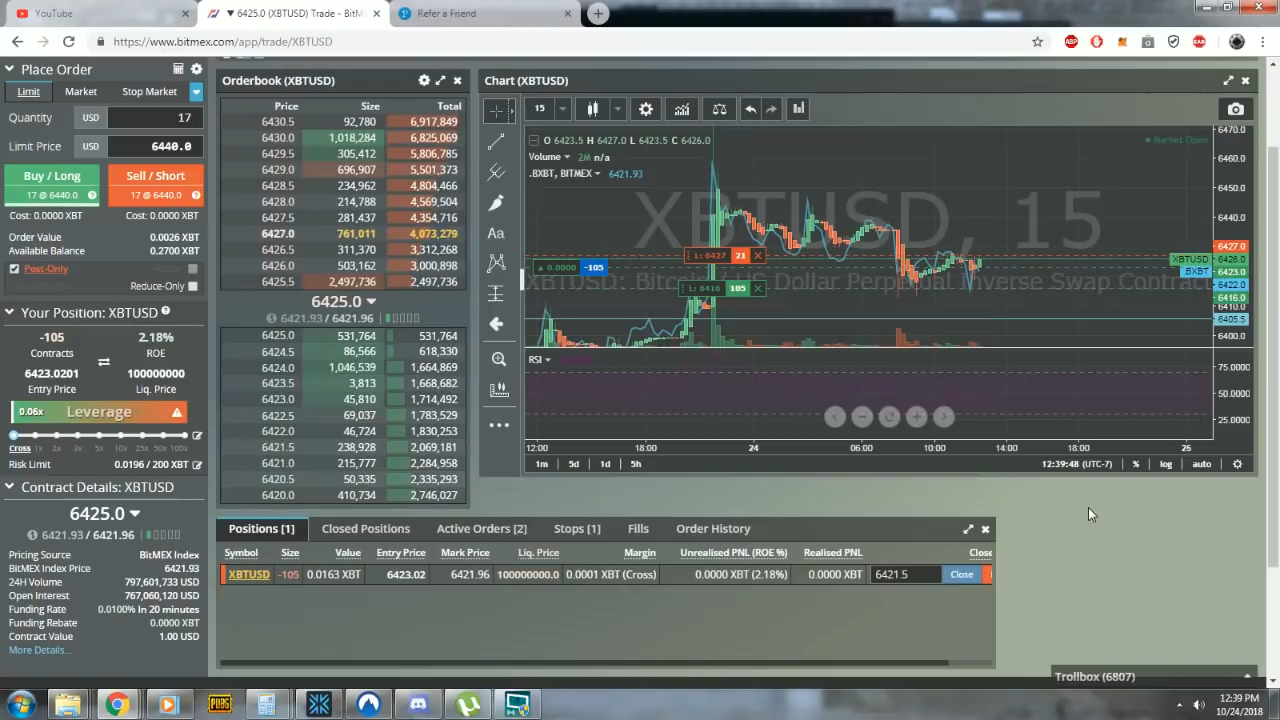 YouTube
▼ 6425.0 (XBTUSD) Trade - BitM
Refer a Friend
https://www.bitmex.com/app/trade/XBTUSD
Place Order
Limit Market Stop Market
Quantity USD 17
Limit Price USD 6440.0
Buy / Long Sell / Short
17 @ 6440.0 17 @ 6440.0
Cost: 0.0000 XBT Cost: 0.0000 XBT
Order Value 0.0026 XBT
Available Balance 0.2700 XBT
Post-Only
Reduce-Only
Your Position: XBTUSD
-105 2.18%
Contracts ROE
6423.0201 100000000
Entry Price Liq. Price
0.06x Leverage
Cross 1x 2x 3x 5x 10x 25x 50x 100x
Risk Limit 0.0196 / 200 XBT
Contract Details: XBTUSD
6425.0
6421.93 / 6421.96
Pricing Source BitMEX Index
BitMEX Index Price 6421.93
24H Volume 797,601,733 USD
Open Interest 767,060,120 USD
Funding Rate 0.0100% In 20 minutes
Funding Rebate 0.0000 XBT
Contract Value 1.00 USD
More Details...
Orderbook (XBTUSD)
Price Size Total
6430.5 92,780 6,917,849
6430.0 1,018,284 6,825,069
6429.5 305,412 5,806,785
6429.0 696,907 5,501,373
6428.5 234,962 4,804,466
6428.0 214,788 4,569,504
6427.5 281,437 4,354,716
6427.0 761,011 4,073,279
6426.5 311,370 3,312,268
6426.0 503,162 3,000,898
6425.5 2,497,736 2,497,736
6425.0
6421.93 / 6421.96
6425.0 531,764 531,764
6424.5 86,566 618,330
6424.0 1,046,539 1,664,869
6423.5 3,813 1,668,682
6423.0 45,810 1,714,492
6422.5 69,037 1,783,529
6422.0 46,724 1,830,253
6421.5 238,928 2,069,181
6421.0 215,777 2,284,958
6420.5 50,335 2,335,293
6420.0 410,734 2,746,027
Chart (XBTUSD)
15
O 6423.5 H 6427.0 L 6423.5 C 6426.0
Market Open
Volume 2M n/a
.BXBT, BITMEX 6421.93
XBTUSD, 15
XBTUSD: Bitcoin / US Dollar Perpetual Inverse Swap Contract
L: 6427 21
0.0000 -105
L: 6416 105
Aa
6470.0
6460.0
6450.0
6440.0
6427.0
XBTUSD 6426.0
BXBT 6423.0
6422.0
6416.0
6410.0
6405.5
6400.0
RSI
75.0000
50.0000
25.0000
12:00 18:00 24 06:00 10:00 14:00 18:00 25
1m 5d 1d 5h
12:39:48 (UTC-7) % log auto
Positions [1] Closed Positions Active Orders [2] Stops [1] Fills Order History
Symbol Size Value Entry Price Mark Price Liq. Price Margin Unrealised PNL (ROE %) Realised PNL Close
XBTUSD -105 0.0163 XBT 6423.02 6421.96 100000000.0 0.0001 XBT (Cross) 0.0000 XBT (2.18%) 0.0000 XBT 6421.5 Close
Trollbox (6807)
PUBG
12:39 PM
10/24/2018